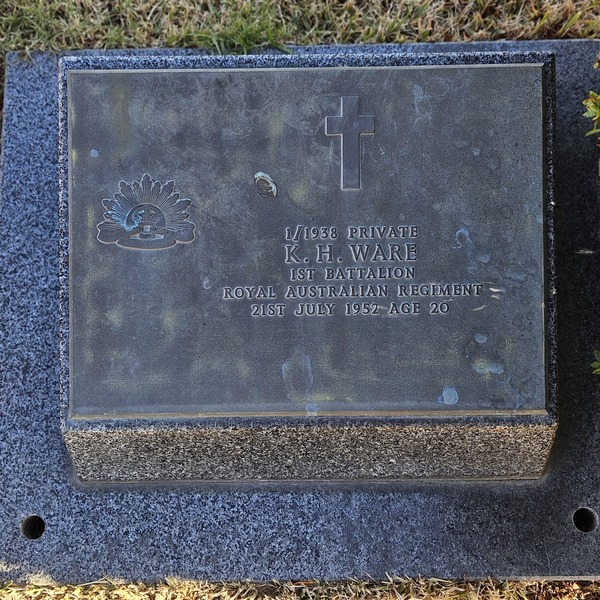 1/1938 PRIVATE
K. H. WARE
1ST BATTALION
ROYAL AUSTRALIAN REGIMENT
21ST JULY 1952 AGE 20